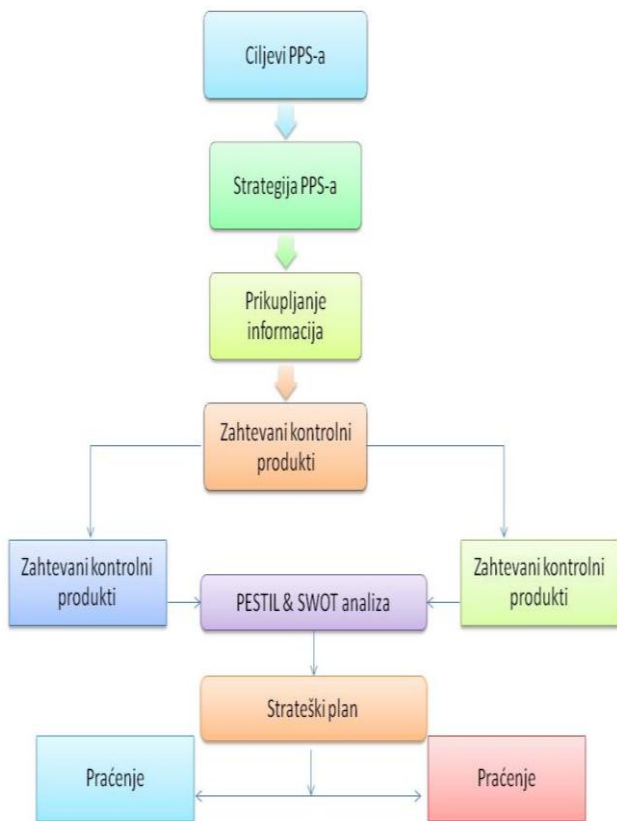 Ciljevi PPS-a
Strategija PPS-a
Prikupljanje
informacija
Zahtevani kontrolni
produkti
Zahtevani kontrolni
produkti
PESTIL & SWOT analiza
Zahtevani kontrolni
produkti
Strateški plan
Praćenje
Praćenje